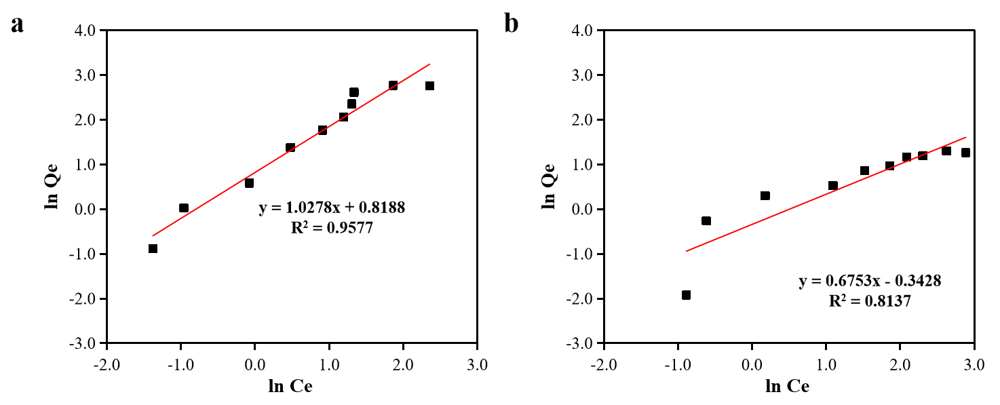 a
4.0
3.0
2.0
1.0
0.0
-1.0
-2.0
-3.0
ln Qe
y = 1.0278x + 0.8188
R² = 0.9577
-2.0 -1.0 0.0 1.0 2.0 3.0
ln Ce
b
4.0
3.0
2.0
1.0
0.0
-1.0
-2.0
-3.0
ln Qe
y = 0.6753x - 0.3428
R² = 0.8137
-2.0 -1.0 0.0 1.0 2.0 3.0
ln Ce